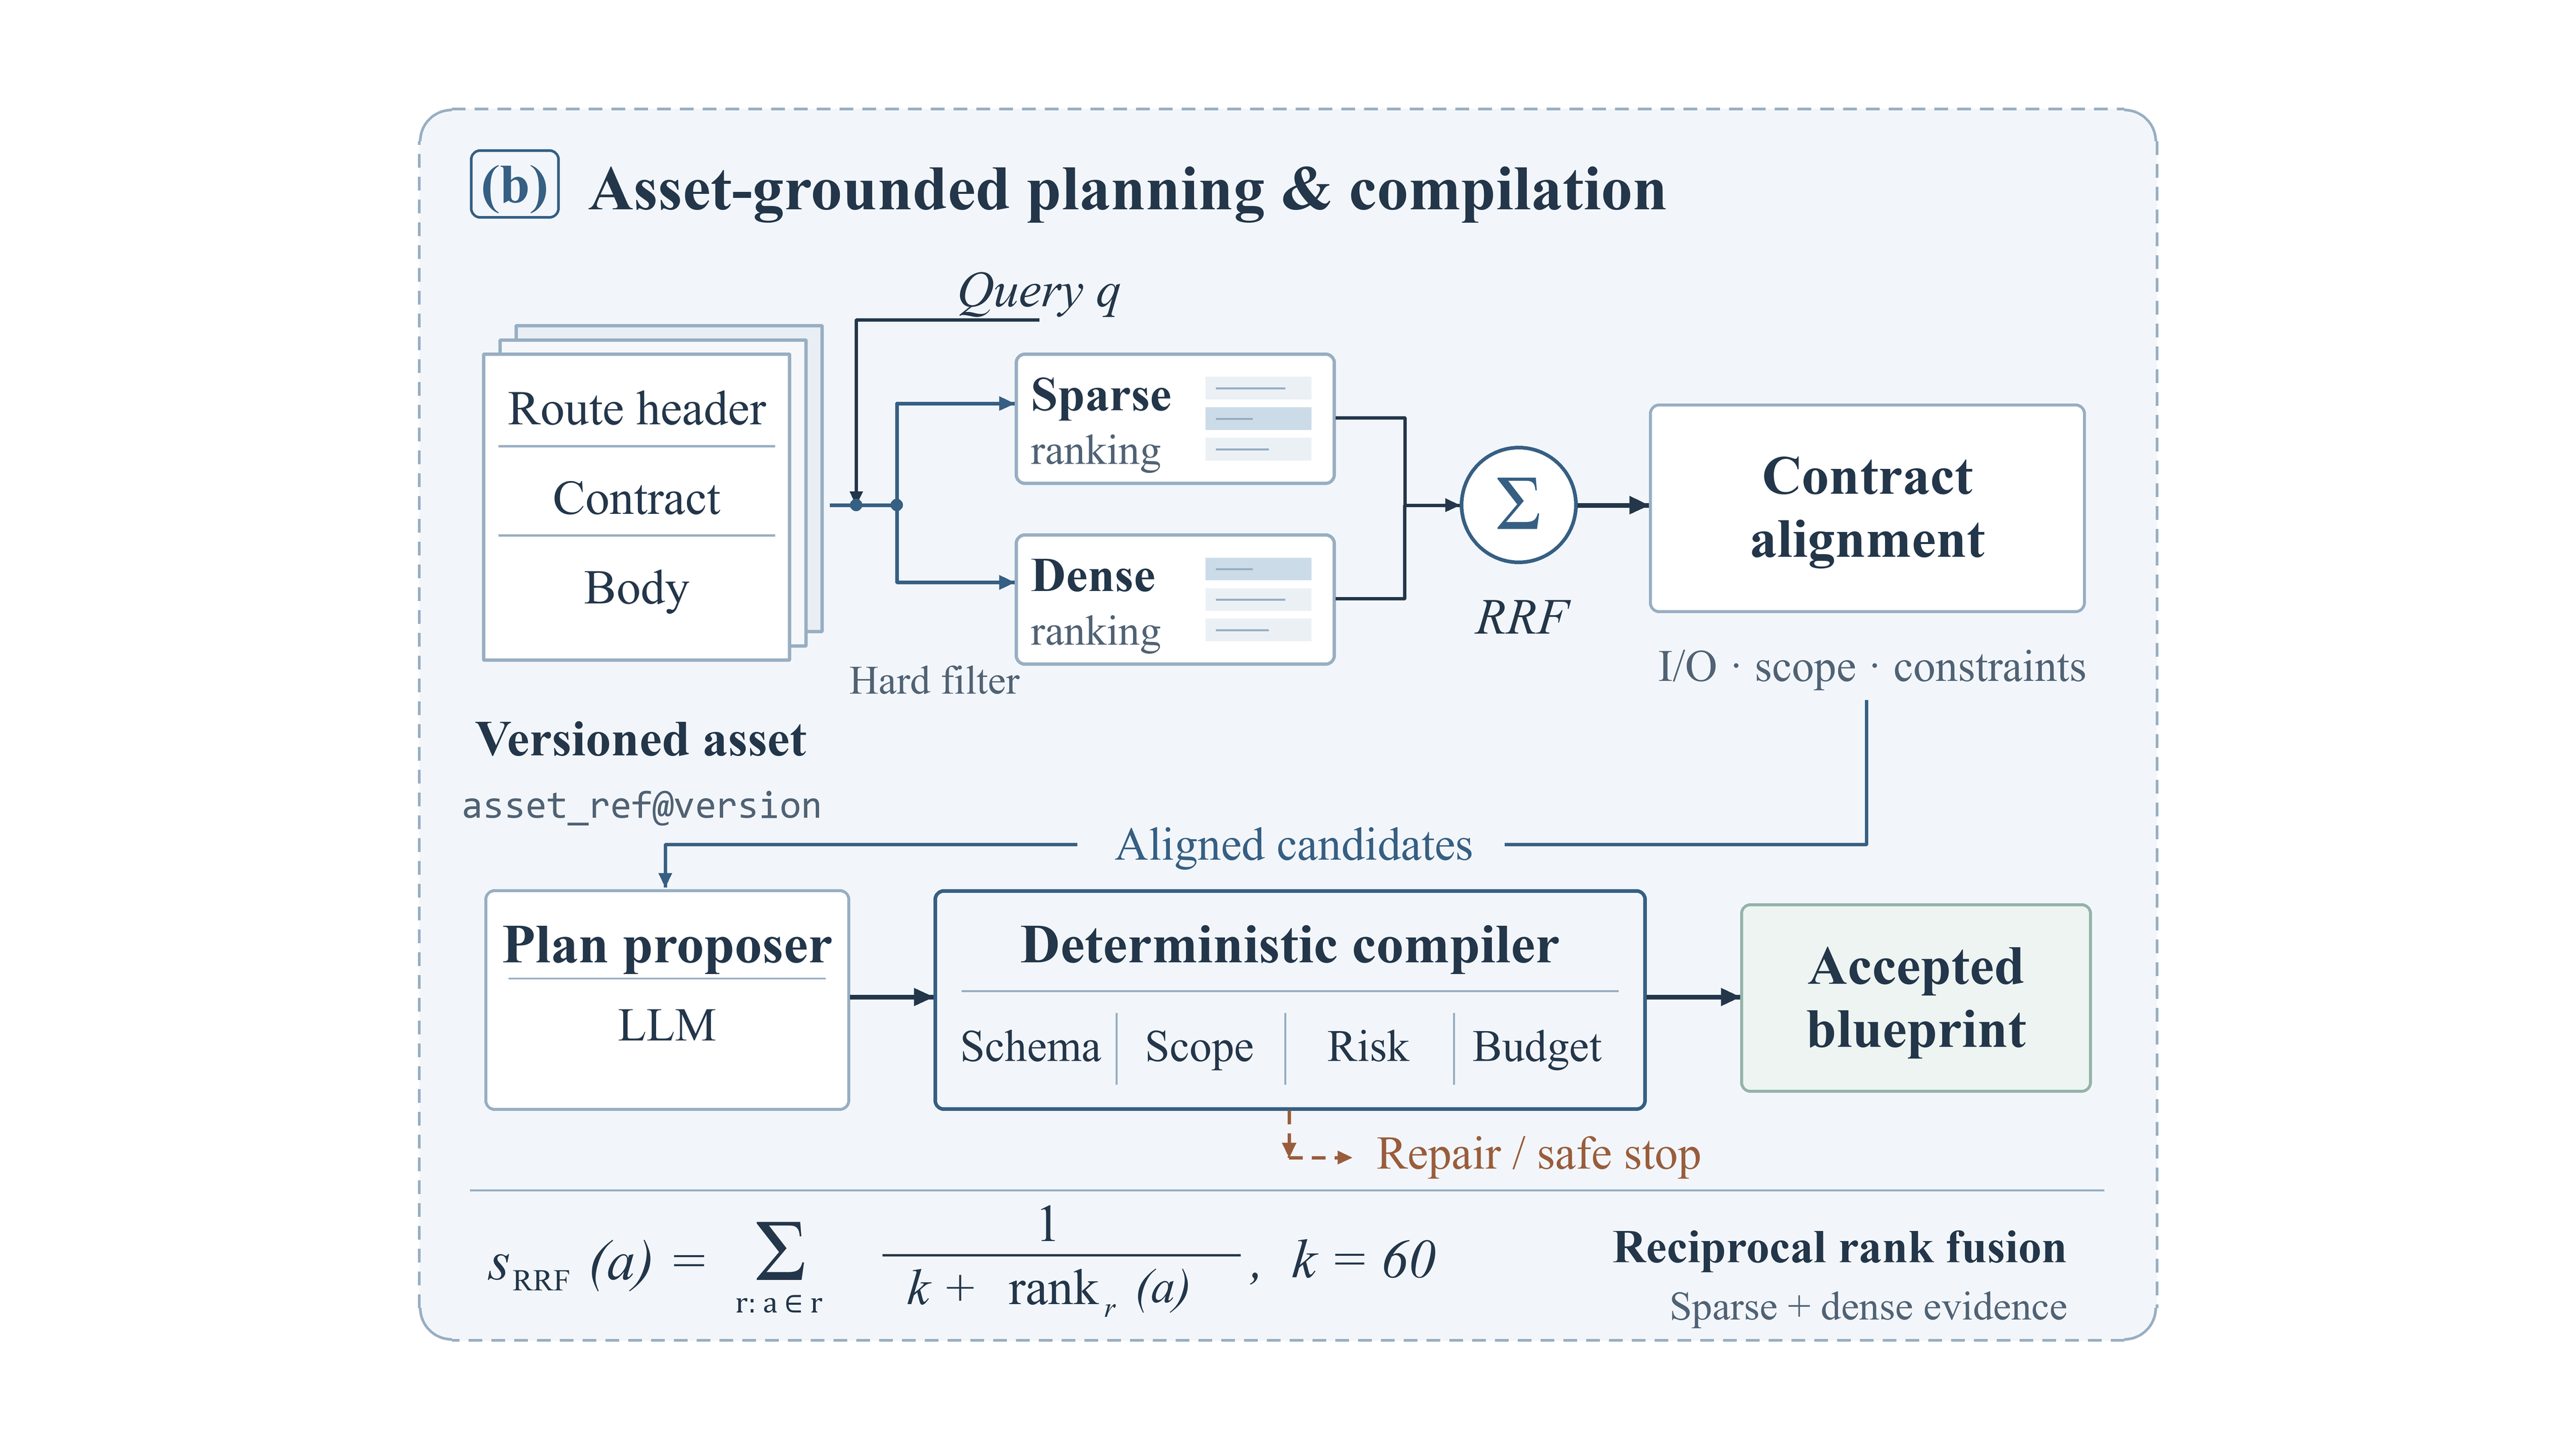 (b) Asset-grounded planning & compilation
Query q
Route header
Contract
Body
Sparse
ranking
Dense
ranking
Hard filter
Σ
RRF
Contract
alignment
I/O · scope · constraints
Versioned asset
asset_ref@version
Aligned candidates
Plan proposer
LLM
Deterministic compiler
Schema Scope Risk Budget
Accepted
blueprint
Repair / safe stop
s_RRF (a) = Σ_{r: a ∈ r} 1 / (k + rank_r (a)), k = 60
Reciprocal rank fusion
Sparse + dense evidence